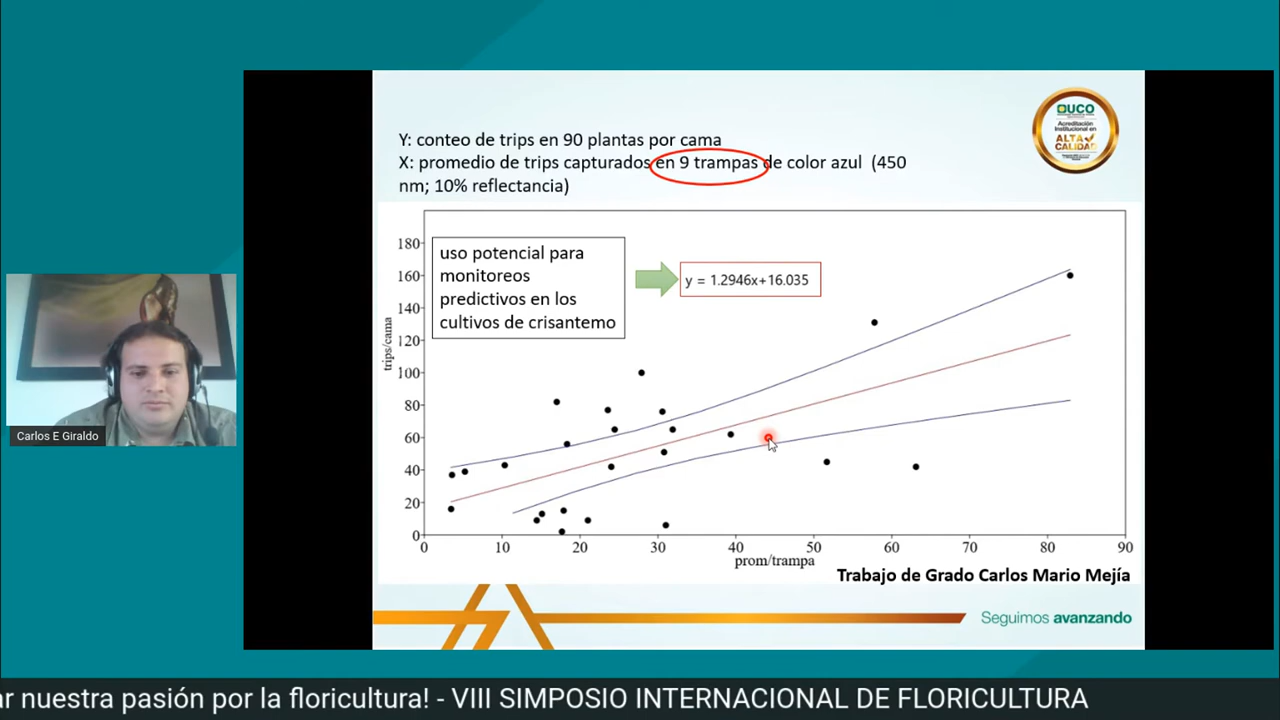 Y: conteo de trips en 90 plantas por cama
X: promedio de trips capturados en 9 trampas de color azul (450
nm; 10% reflectancia)
OUCO
Acreditación
Institucional en
ALTA
CALIDAD
uso potencial para
monitoreos
predictivos en los
cultivos de crisantemo
y = 1.2946x+16.035
180
160
140
120
100
80
60
40
20
0
trips/cama
0 10 20 30 40 50 60 70 80 90
prom/trampa
Trabajo de Grado Carlos Mario Mejía
Seguimos avanzando
Carlos E Giraldo
ar nuestra pasión por la floricultura! - VIII SIMPOSIO INTERNACIONAL DE FLORICULTURA